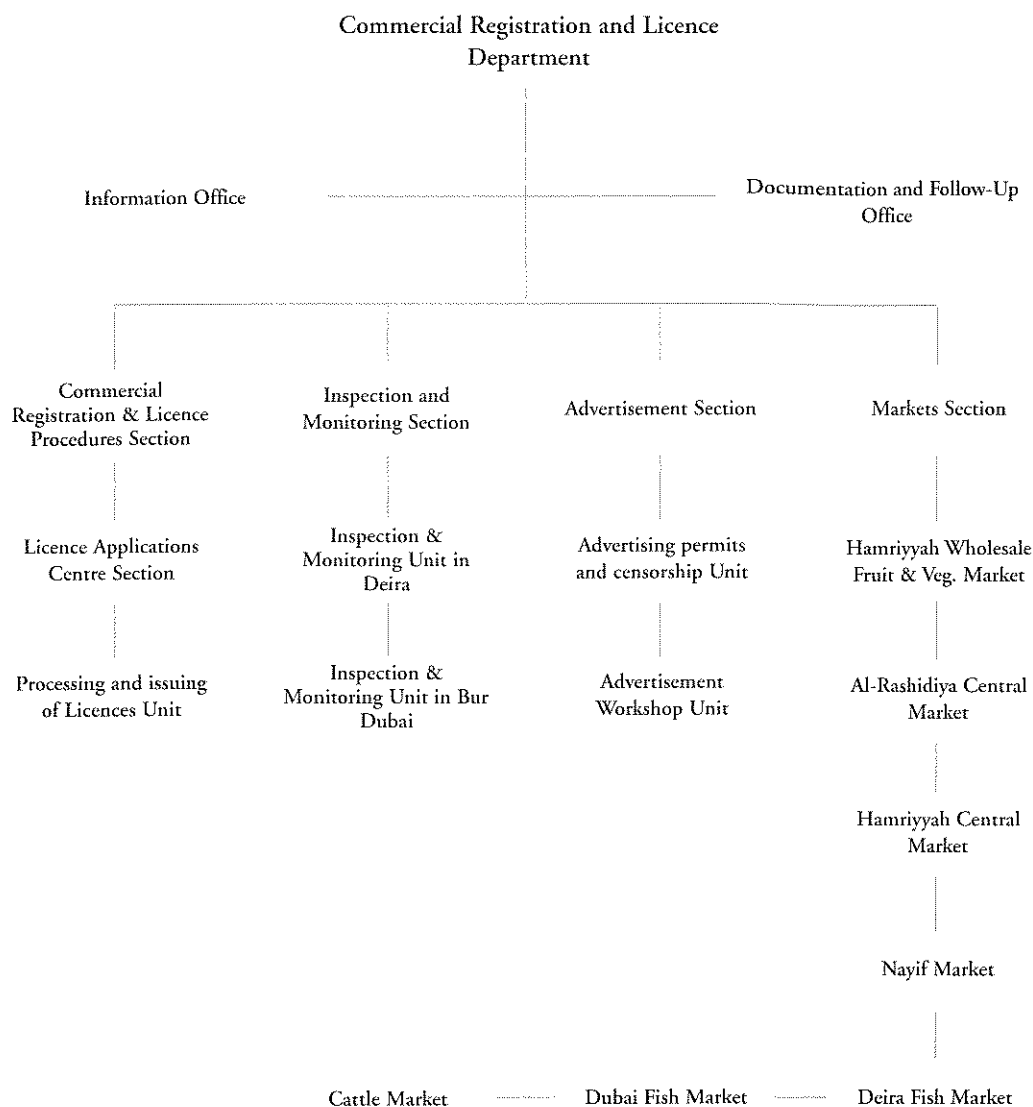 Commercial Registration and Licence
Department
Information Office
Documentation and Follow-Up
Office
Commercial
Registration & Licence
Procedures Section
Inspection and
Monitoring Section
Advertisement Section
Markets Section
Licence Applications
Centre Section
Inspection &
Monitoring Unit in
Deira
Advertising permits
and censorship Unit
Hamriyyah Wholesale
Fruit & Veg. Market
Processing and issuing
of Licences Unit
Inspection &
Monitoring Unit in Bur
Dubai
Advertisement
Workshop Unit
Al-Rashidiya Central
Market
Hamriyyah Central
Market
Nayif Market
Cattle Market
Dubai Fish Market
Deira Fish Market